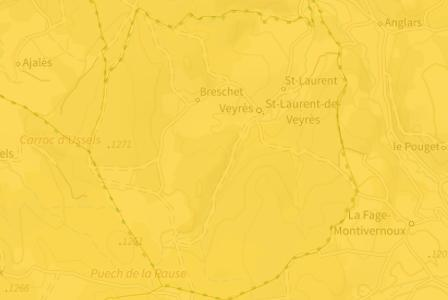 Anglars
Ajalès
St-Laurent
Breschet
Veyrès
St-Laurent-de-
Veyrès
Carroc d'Ussels
1271
le Pouget
els
La Fage-
Montivernoux
1261
Puech de la Rause
1266